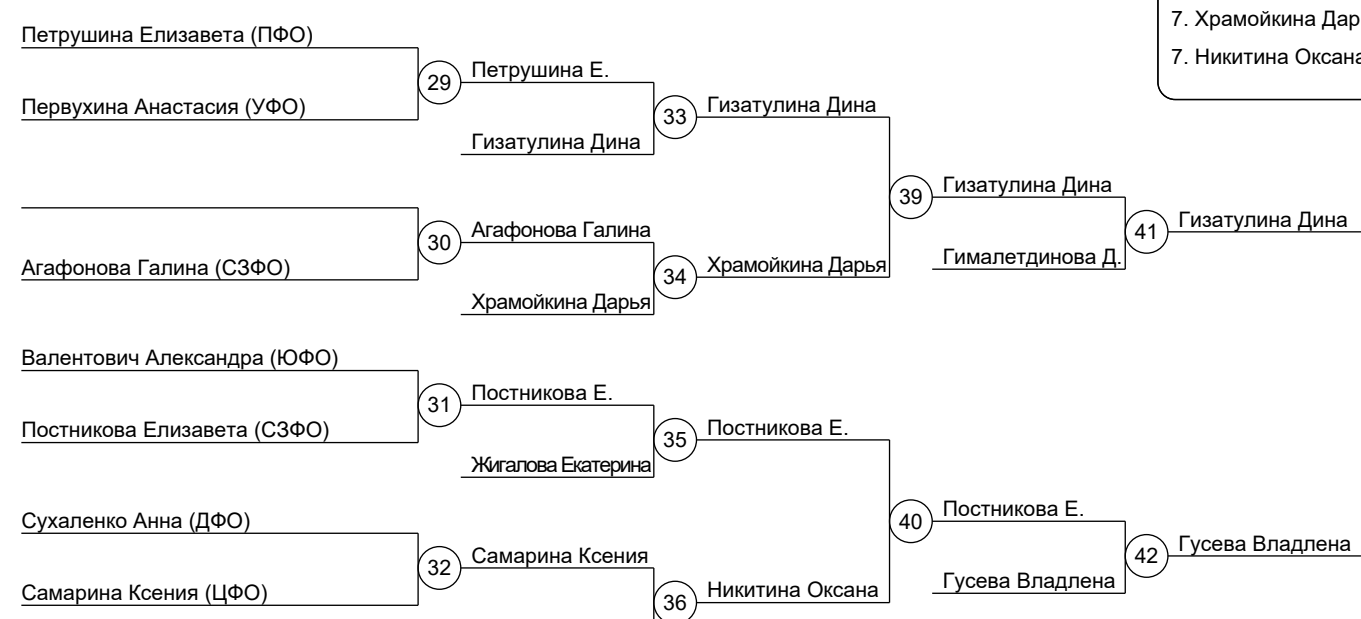 7. Храмойкина Дар
7. Никитина Оксана
Петрушина Елизавета (ПФО)
29
Петрушина Е.
Первухина Анастасия (УФО)
33
Гизатулина Дина
Гизатулина Дина
39
Гизатулина Дина
30
Агафонова Галина
Агафонова Галина (СЗФО)
34
Храмойкина Дарья
Храмойкина Дарья
41
Гизатулина Дина
Гималетдинова Д.
Валентович Александра (ЮФО)
31
Постникова Е.
Постникова Елизавета (СЗФО)
35
Постникова Е.
Жигалова Екатерина
40
Постникова Е.
Сухаленко Анна (ДФО)
32
Самарина Ксения
Самарина Ксения (ЦФО)
36
Никитина Оксана
42
Гусева Владлена
Гусева Владлена